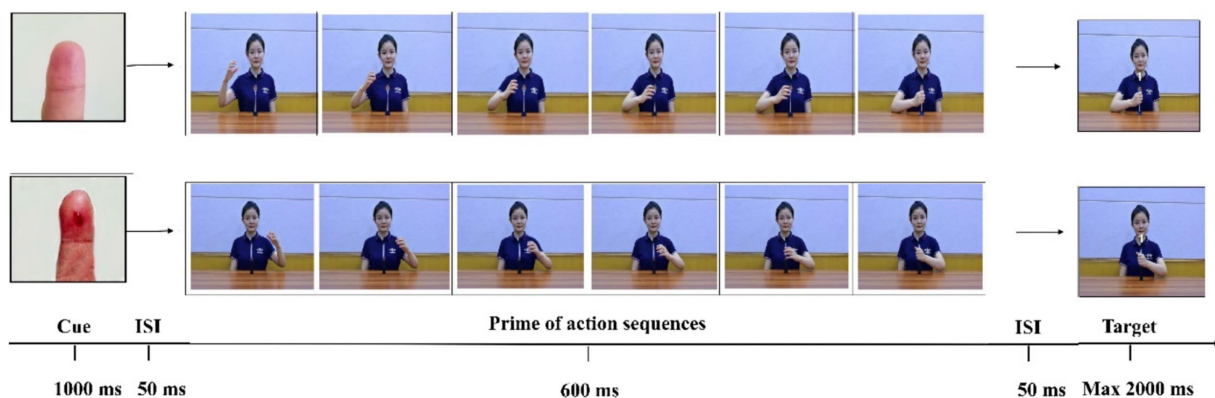 Cue ISI Prime of action sequences ISI Target
1000 ms 50 ms 600 ms 50 ms Max 2000 ms